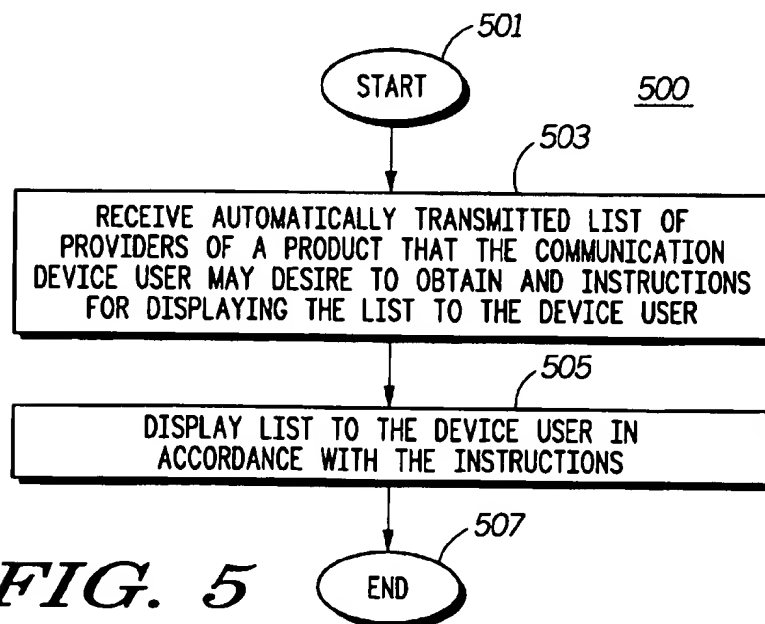 501
START
500
503
RECEIVE AUTOMATICALLY TRANSMITTED LIST OF
PROVIDERS OF A PRODUCT THAT THE COMMUNICATION
DEVICE USER MAY DESIRE TO OBTAIN AND INSTRUCTIONS
FOR DISPLAYING THE LIST TO THE DEVICE USER
505
DISPLAY LIST TO THE DEVICE USER IN
ACCORDANCE WITH THE INSTRUCTIONS
507
FIG. 5
END